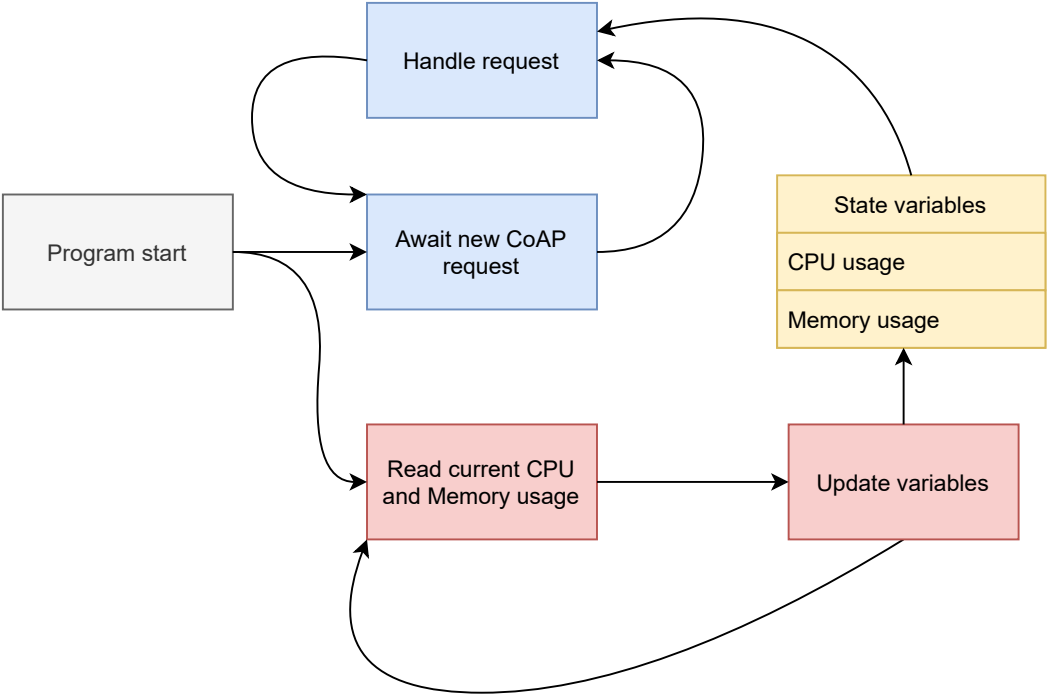 Handle request
Program start
Await new CoAP
request
State variables
CPU usage
Memory usage
Read current CPU
and Memory usage
Update variables